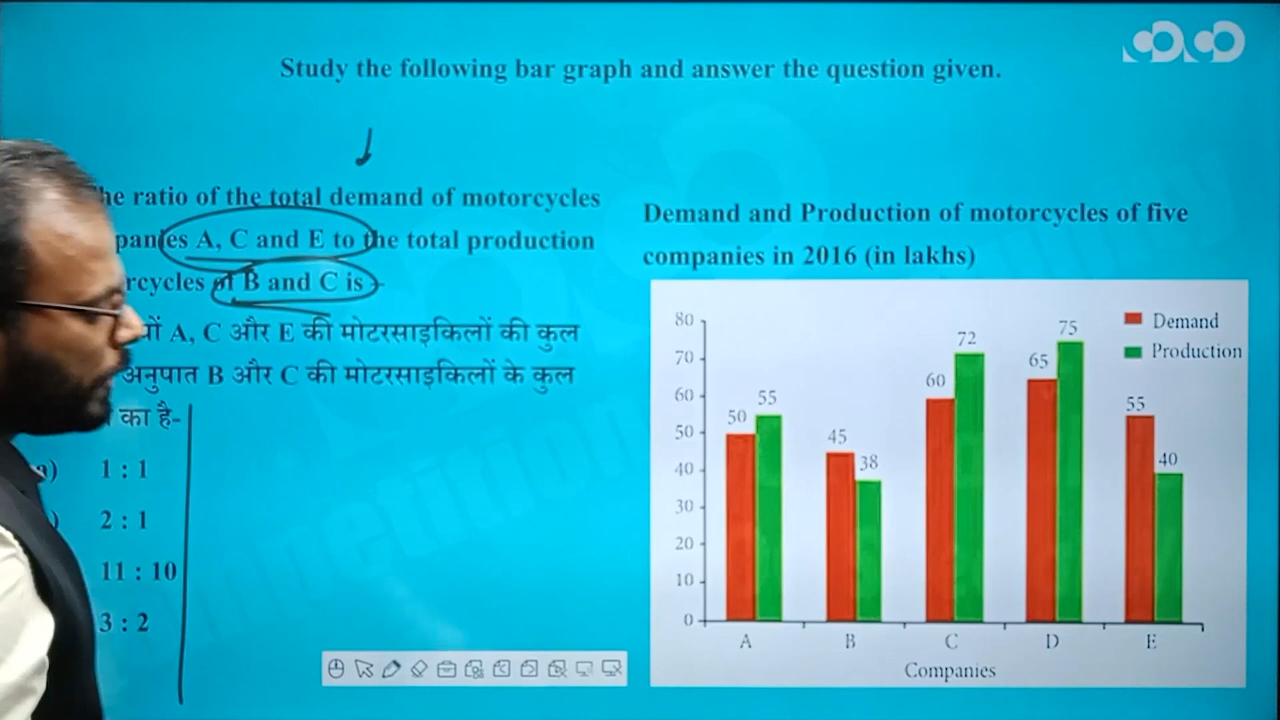 Study the following bar graph and answer the question given.
he ratio of the total demand of motorcycles
panies A, C and E to the total production
rcycles of B and C is -
A, C और E की मोटरसाइकिलों की कुल
अनुपात B और C की मोटरसाइकिलों के कुल
का है-
a) 1 : 1
) 2 : 1
11 : 10
3 : 2
Demand and Production of motorcycles of five
companies in 2016 (in lakhs)
Demand
Production
80
70
60
50
40
30
20
10
0
50
55
45
38
60
72
65
75
55
40
A B C D E
Companies